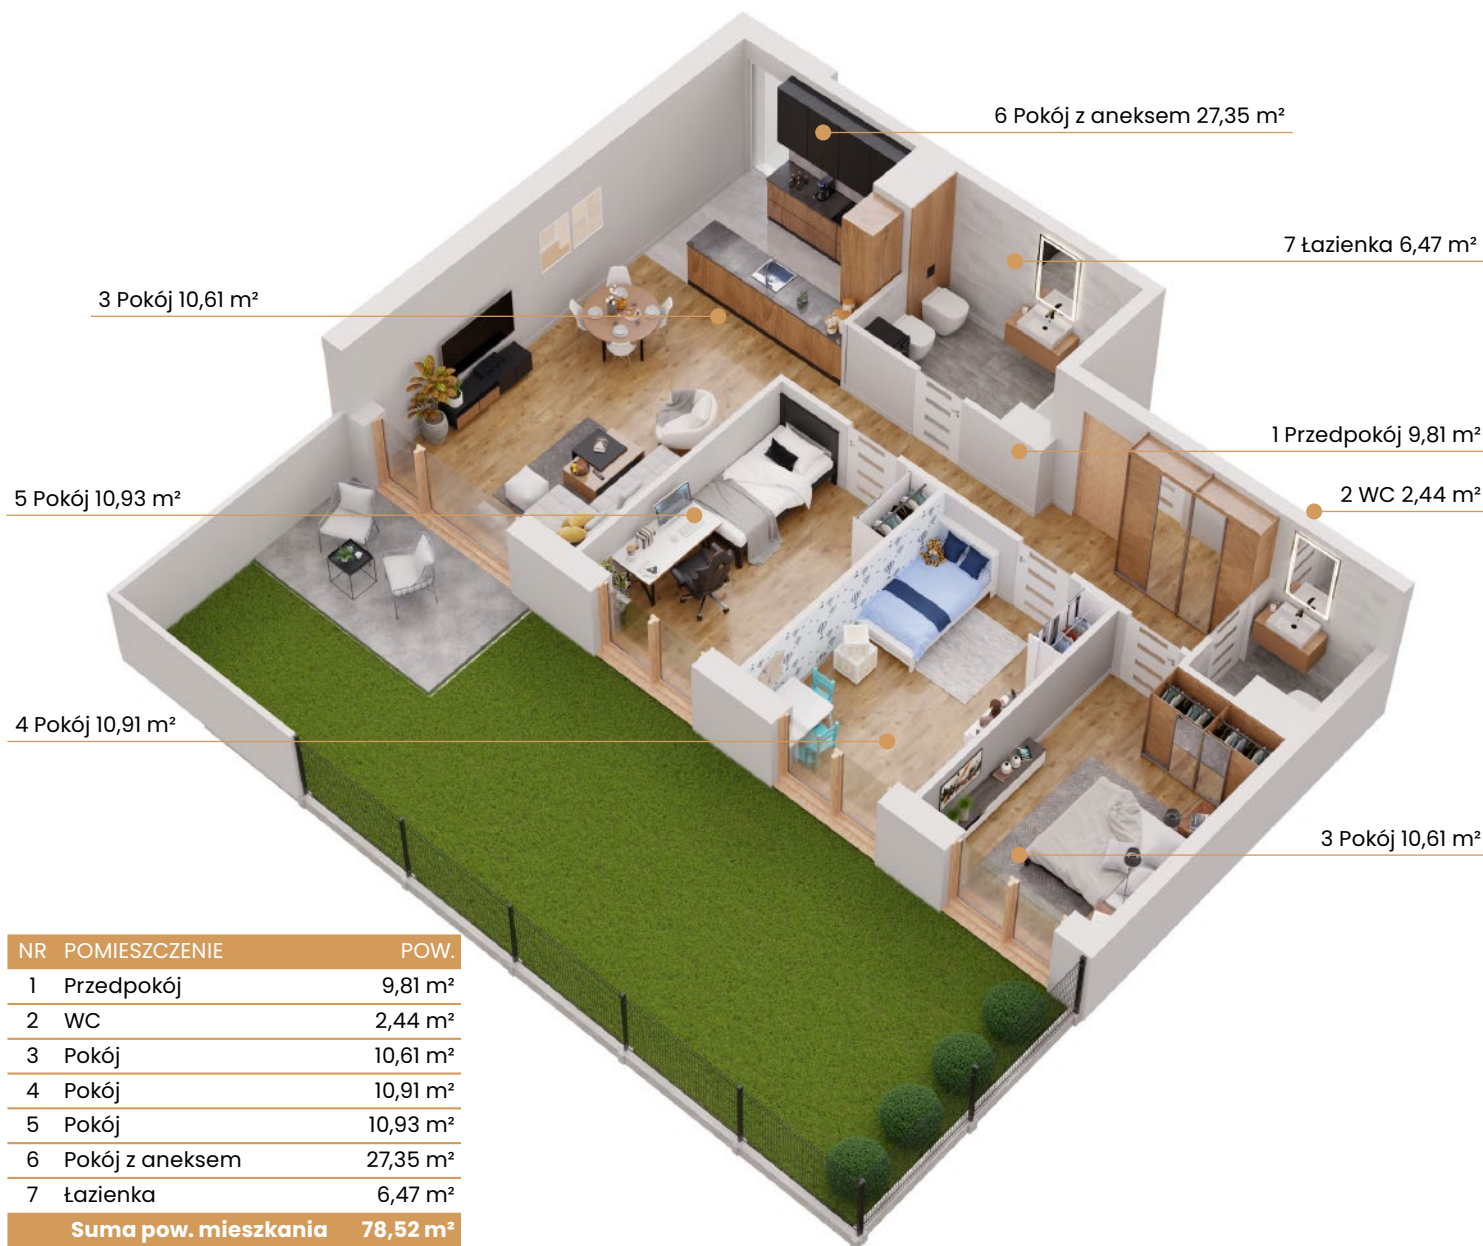 6 Pokój z aneksem 27,35 m²
7 Łazienka 6,47 m²
3 Pokój 10,61 m²
1 Przedpokój 9,81 m²
5 Pokój 10,93 m²
2 WC 2,44 m²
4 Pokój 10,91 m²
3 Pokój 10,61 m²
NR POMIESZCZENIE POW.
1 Przedpokój 9,81 m²
2 WC 2,44 m²
3 Pokój 10,61 m²
4 Pokój 10,91 m²
5 Pokój 10,93 m²
6 Pokój z aneksem 27,35 m²
7 Łazienka 6,47 m²
Suma pow. mieszkania 78,52 m²